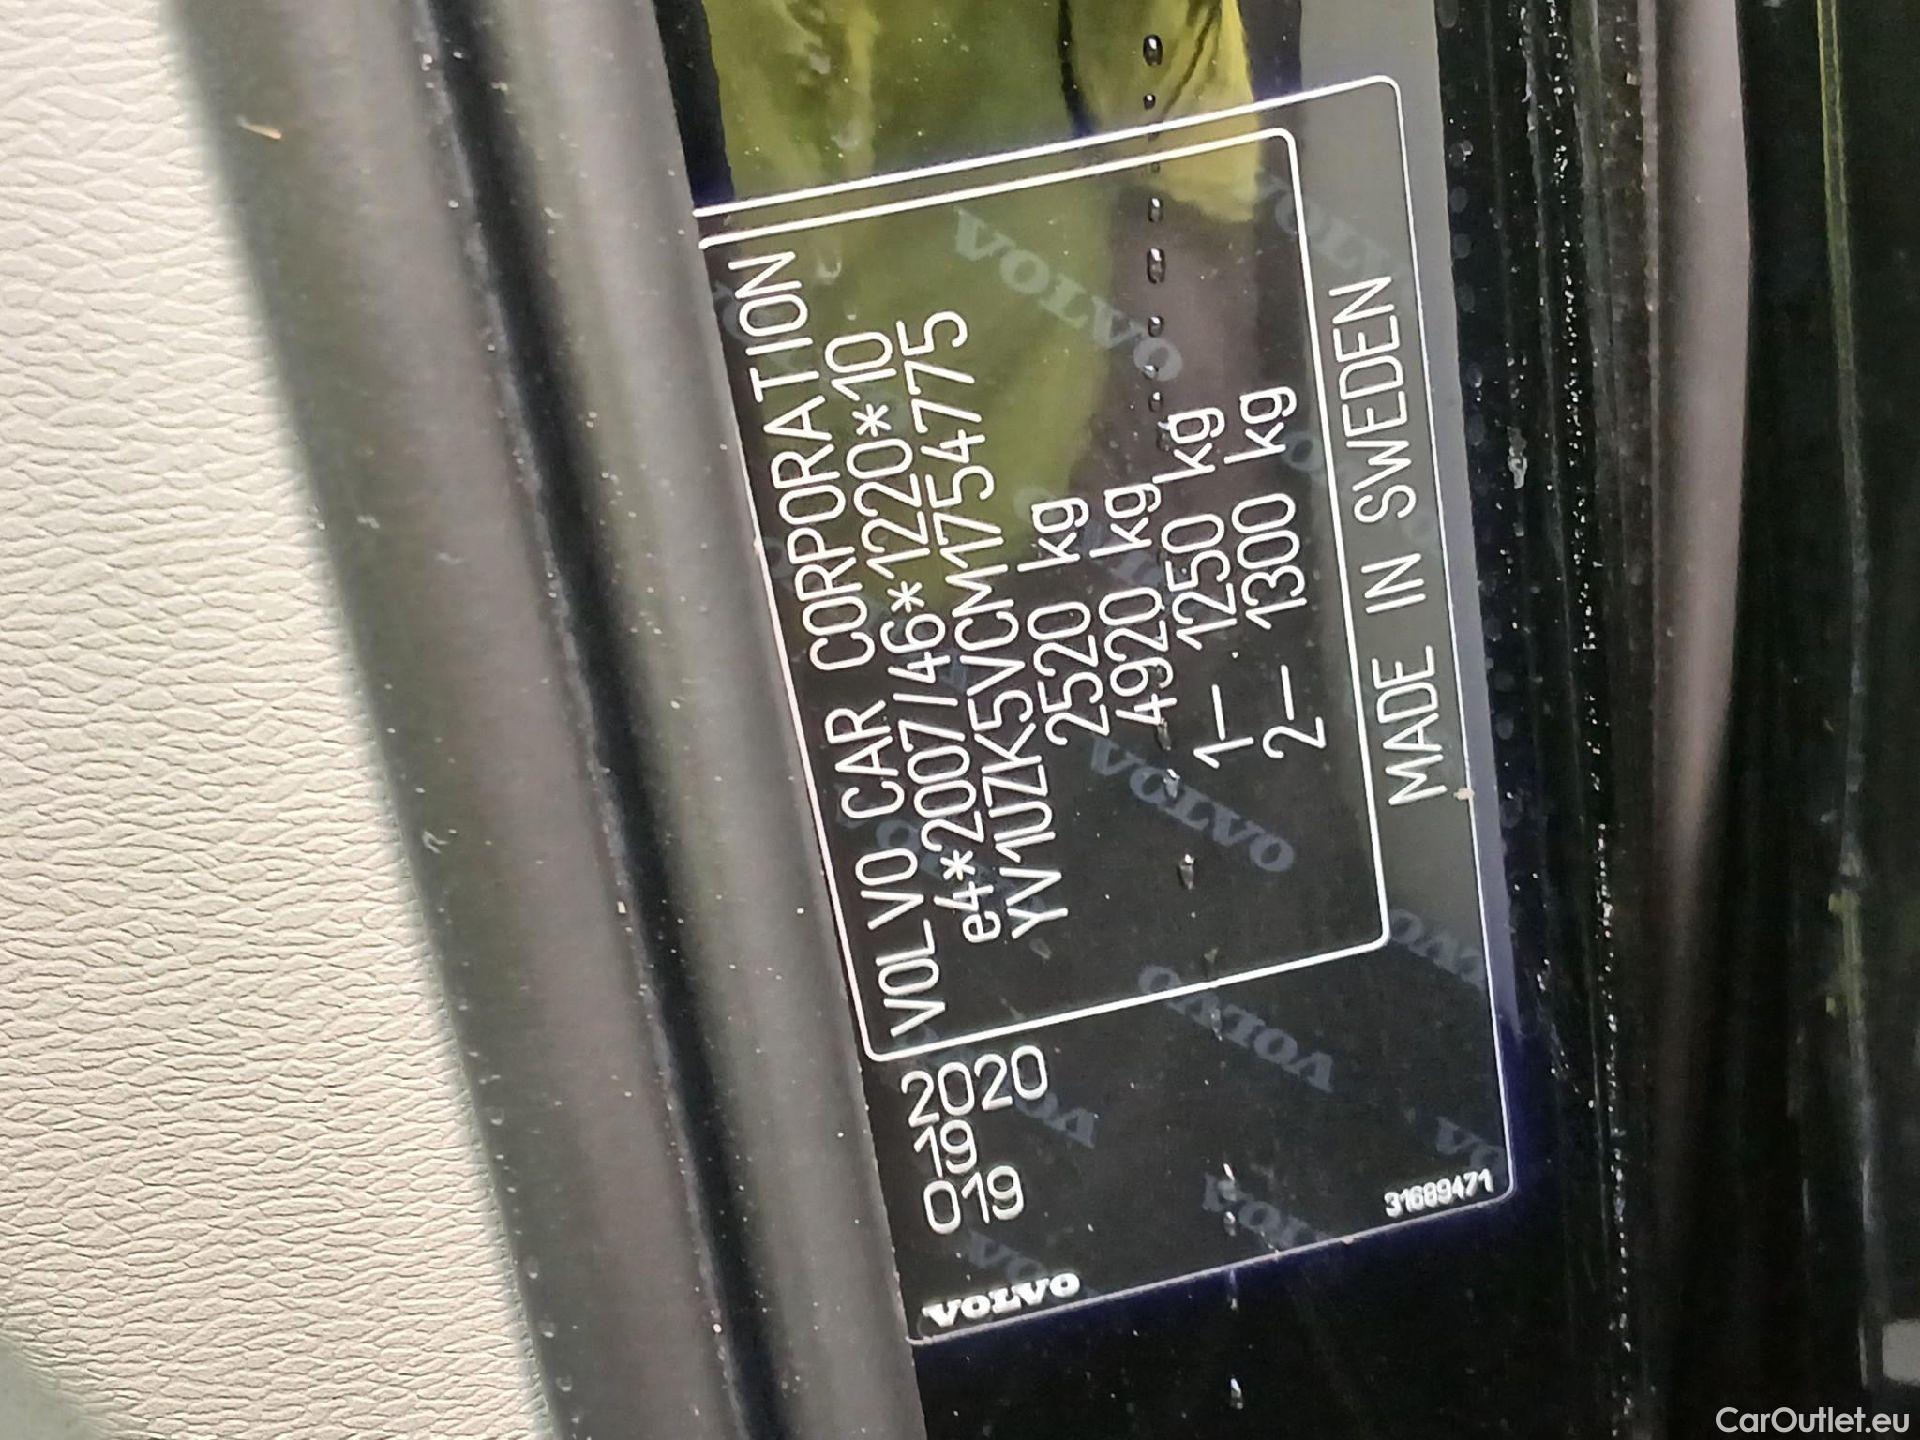 VOLVO CAR CORPORATION
e4*2007/46*1220*10
YV1UZK5VCM1754775
2520 kg
4920 kg
1- 1250 kg
2- 1300 kg
MADE IN SWEDEN
2020
19
019
31689471
VOLVO
CarOutlet.eu